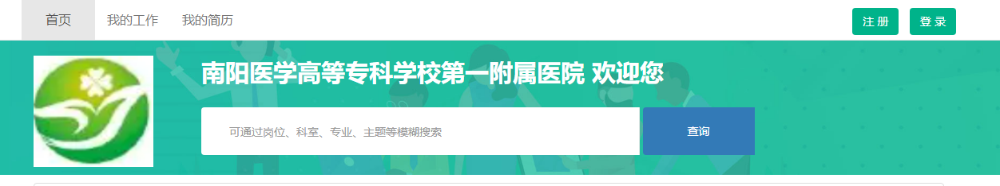 首页 我的工作 我的简历 注 册 登 录
南阳医学高等专科学校第一附属医院 欢迎您
可通过岗位、科室、专业、主题等模糊搜索 查询